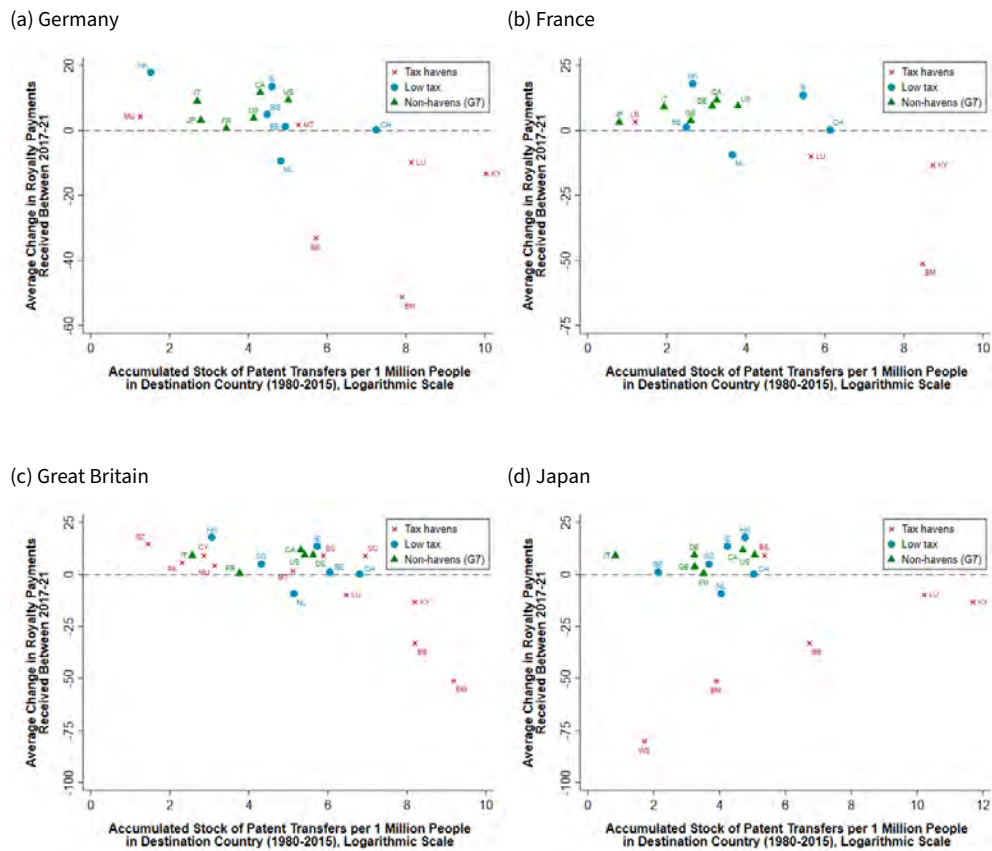 (a) Germany
Average Change in Royalty Payments
Received Between 2017-21
20
0
-20
-40
-60
× Tax havens
Low tax
Non-havens (G7)
HK
MU
IT
JP
FR
CA
US
GB
MT
CH
NL
LU
KY
BB
BM
0 2 4 6 8 10
Accumulated Stock of Patent Transfers per 1 Million People
in Destination Country (1980-2015), Logarithmic Scale
(b) France
Average Change in Royalty Payments
Received Between 2017-21
25
0
-25
-50
-75
× Tax havens
Low tax
Non-havens (G7)
HK
IT
JP
DE
CA
US
GB
CH
NL
LU
KY
BM
0 2 4 6 8 10
Accumulated Stock of Patent Transfers per 1 Million People
in Destination Country (1980-2015), Logarithmic Scale
(c) Great Britain
Average Change in Royalty Payments
Received Between 2017-21
25
0
-25
-50
-75
-100
× Tax havens
Low tax
Non-havens (G7)
BZ
HK
IT
CY
MU
FR
SG
CA
US
DE
MT
BS
BE
CH
NL
LU
KY
BB
BM
0 2 4 6 8 10
Accumulated Stock of Patent Transfers per 1 Million People
in Destination Country (1980-2015), Logarithmic Scale
(d) Japan
Average Change in Royalty Payments
Received Between 2017-21
25
0
-25
-50
-75
-100
× Tax havens
Low tax
Non-havens (G7)
IT
DE
GB
FR
HK
CA
US
CH
NL
LU
KY
BB
BM
WS
0 2 4 6 8 10 12
Accumulated Stock of Patent Transfers per 1 Million People
in Destination Country (1980-2015), Logarithmic Scale